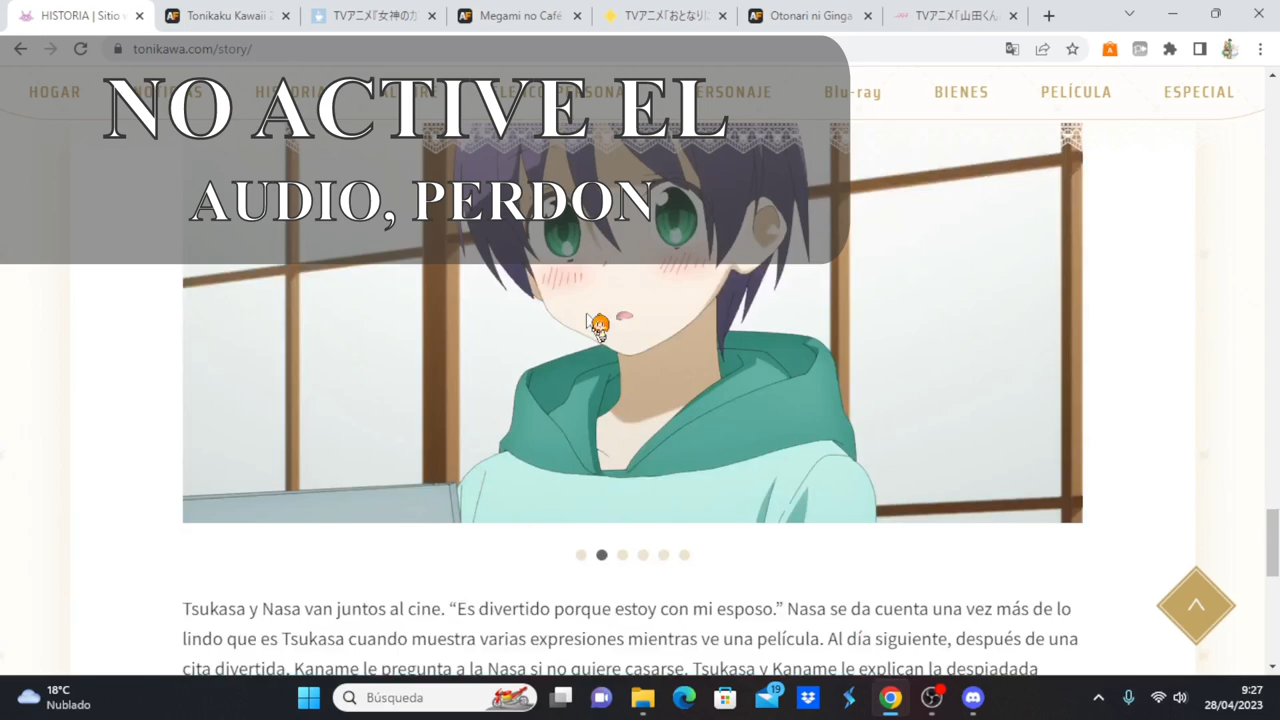 HISTORIA | Sitio
Tonikaku Kawaii 2
TVアニメ『女神のカ
Megami no Café
TVアニメ「おとなりに
Otonari ni Ginga
TVアニメ「山田くん
tonikawa.com/story/
HOGAR
HISTORIA
PERSONAJE
Blu-ray
BIENES
PELÍCULA
ESPECIAL
NO ACTIVE EL
AUDIO, PERDON
Tsukasa y Nasa van juntos al cine. “Es divertido porque estoy con mi esposo.” Nasa se da cuenta una vez más de lo
lindo que es Tsukasa cuando muestra varias expresiones mientras ve una película. Al día siguiente, después de una
cita divertida, Kaname le pregunta a la Nasa si no quiere casarse. Tsukasa y Kaname le explican la despiadada
18°C
Nublado
Búsqueda
19
9:27
28/04/2023